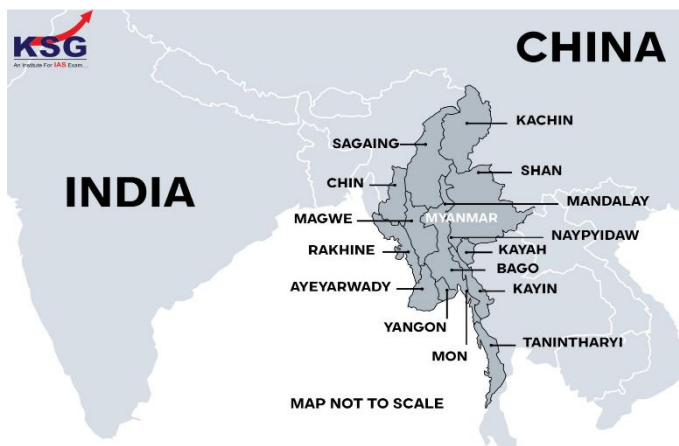 KSG
An Institute For IAS Exam...
CHINA
KACHIN
SAGAING
SHAN
CHIN
INDIA
MANDALAY
MAGWE
MYANMAR
NAYPYIDAW
RAKHINE
KAYAH
BAGO
AYEYARWADY
KAYIN
YANGON
TANINTHARYI
MON
MAP NOT TO SCALE